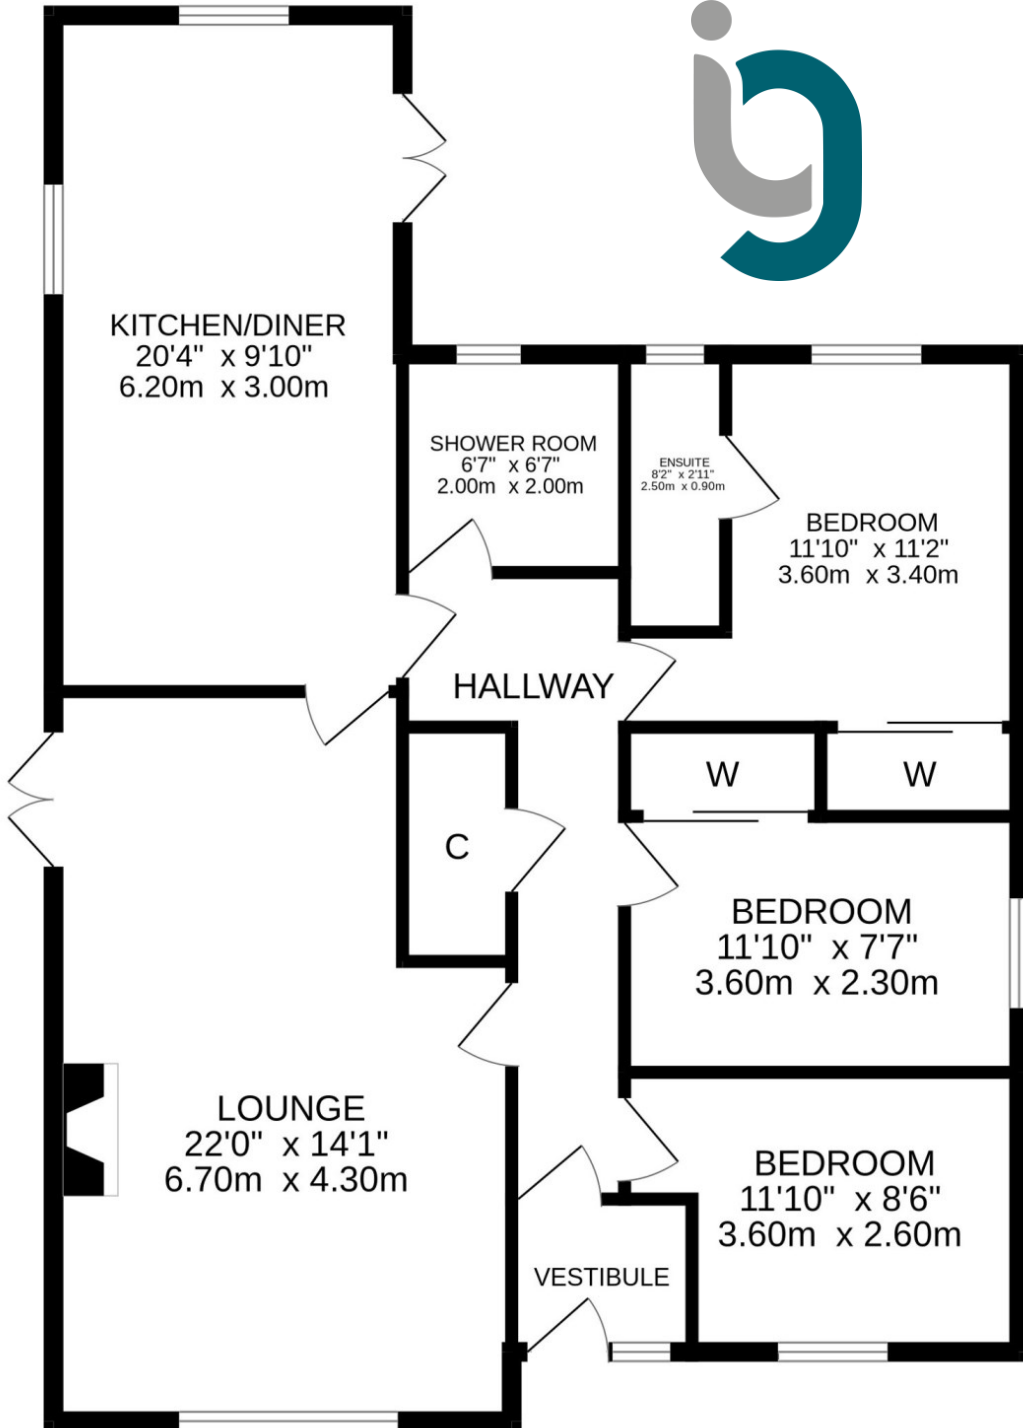 KITCHEN/DINER
20'4" x 9'10"
6.20m x 3.00m
SHOWER ROOM
6'7" x 6'7"
2.00m x 2.00m
ENSUITE
8'2" x 2'11"
2.50m x 0.90m
BEDROOM
11'10" x 11'2"
3.60m x 3.40m
HALLWAY
W
W
C
BEDROOM
11'10" x 7'7"
3.60m x 2.30m
LOUNGE
22'0" x 14'1"
6.70m x 4.30m
BEDROOM
11'10" x 8'6"
3.60m x 2.60m
VESTIBULE